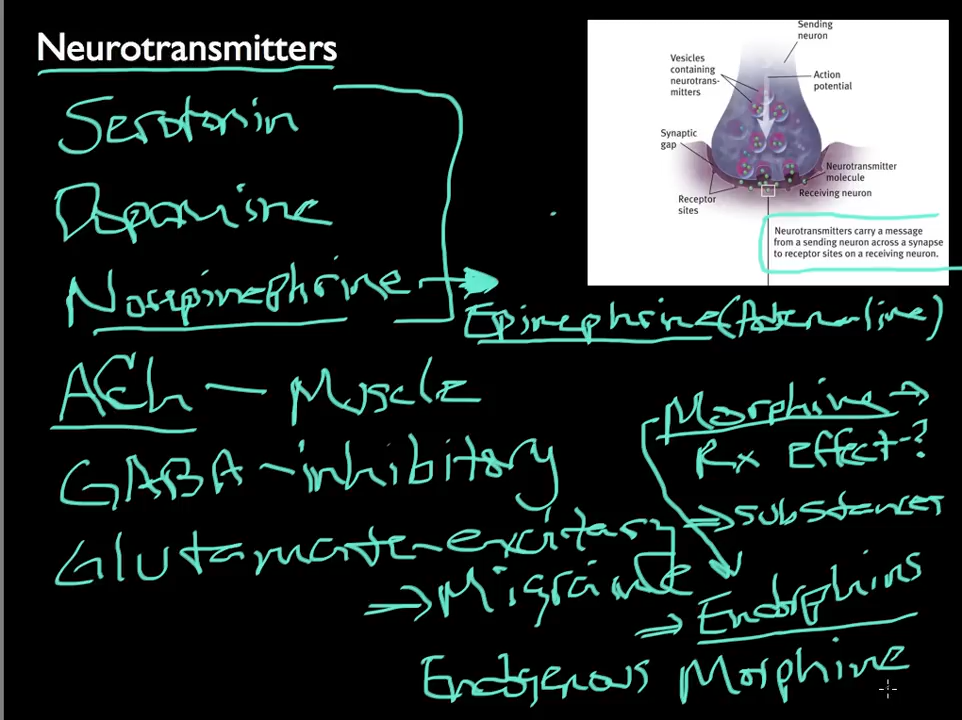 Neurotransmitters
Serotonin
Dopamine
Norepinephrine
Epinephrine (Adrenaline)
ACh – Muscle
GABA – inhibitory
Glutamate – excitatory
⇒ Migraine
Morphine →
Rx effect?
⇒ substances
⇒ Endorphins
Endogenous Morphine
Sending
neuron
Vesicles
containing
neurotrans-
mitters
Action
potential
Synaptic
gap
Neurotransmitter
molecule
Receiving neuron
Receptor
sites
Neurotransmitters carry a message
from a sending neuron across a synapse
to receptor sites on a receiving neuron.